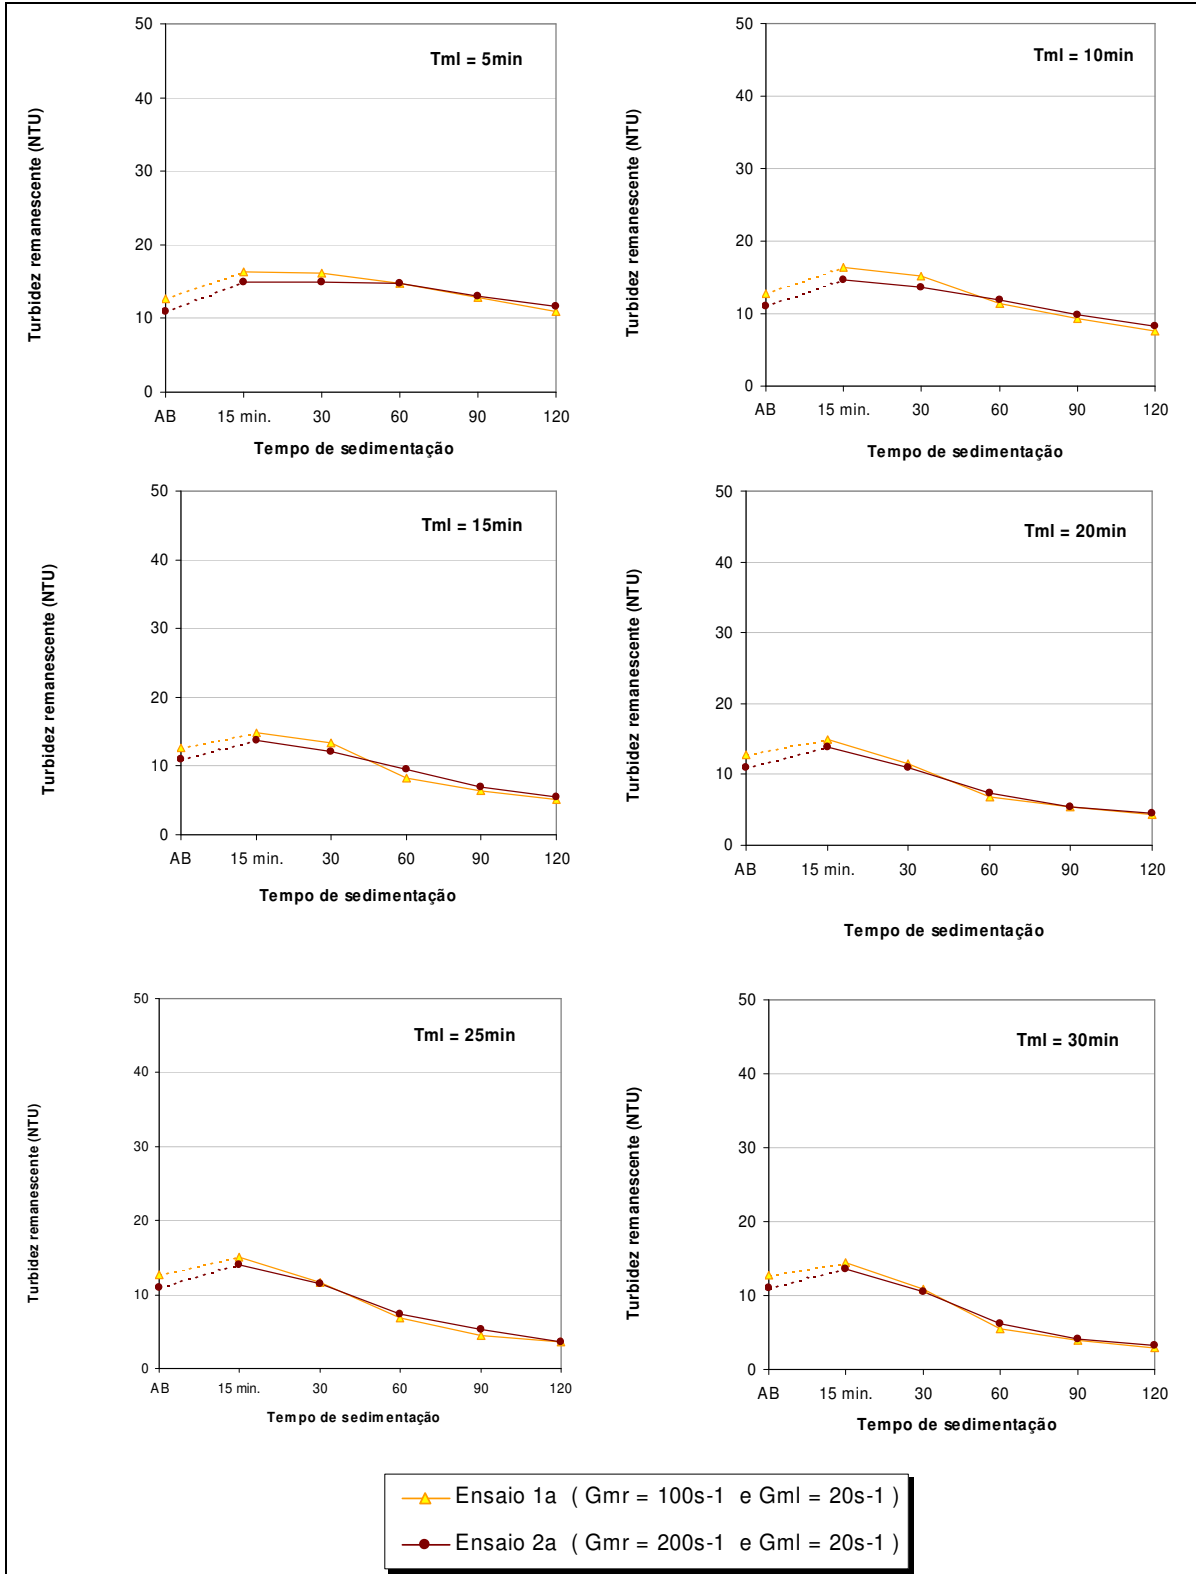 Tml = 5min
Turbidez remanescente (NTU)
50
40
30
20
10
0
AB 15 min. 30 60 90 120
Tempo de sedimentação
Tml = 10min
Turbidez remanescente (NTU)
50
40
30
20
10
0
AB 15 min. 30 60 90 120
Tempo de sedimentação
Tml = 15min
Turbidez remanescente (NTU)
50
40
30
20
10
0
AB 15 min. 30 60 90 120
Tempo de sedimentação
Tml = 20min
Turbidez remanescente (NTU)
50
40
30
20
10
0
AB 15 min. 30 60 90 120
Tempo de sedimentação
Tml = 25min
Turbidez remanescente (NTU)
50
40
30
20
10
0
AB 15 min. 30 60 90 120
Tempo de sedimentação
Tml = 30min
Turbidez remanescente (NTU)
50
40
30
20
10
0
AB 15 min. 30 60 90 120
Tempo de sedimentação
Ensaio 1a ( Gmr = 100s-1 e Gml = 20s-1 )
Ensaio 2a ( Gmr = 200s-1 e Gml = 20s-1 )